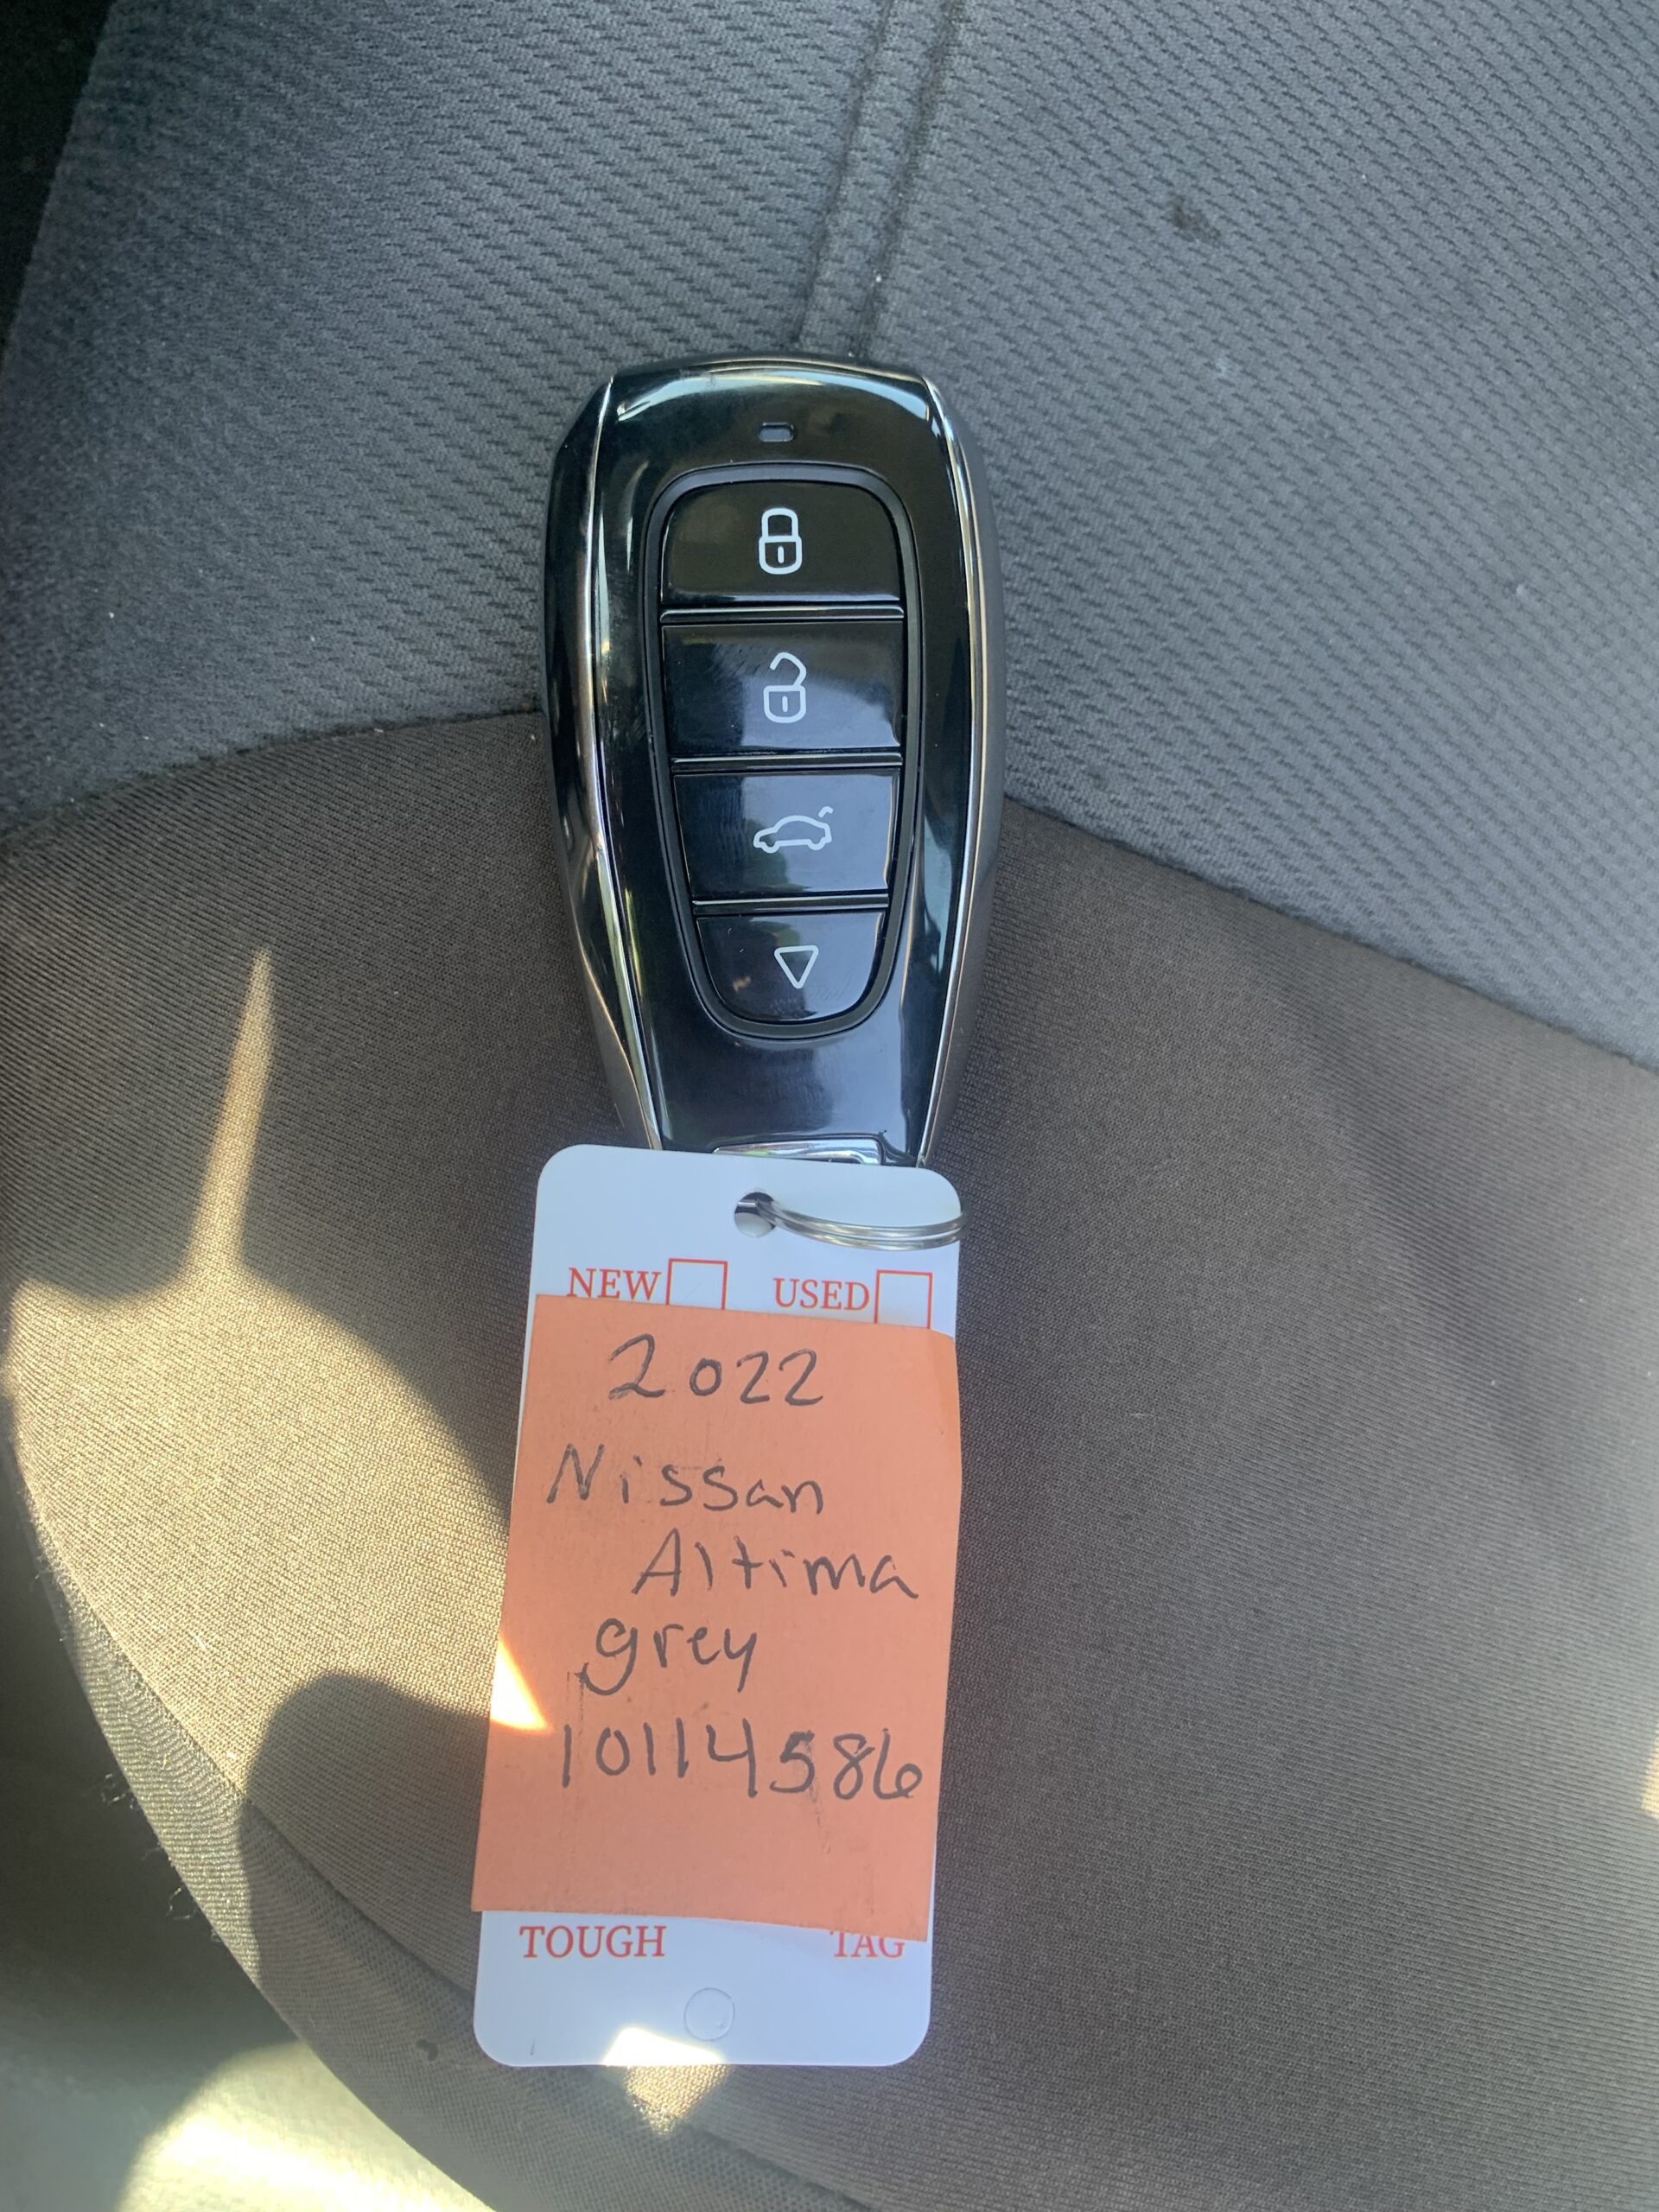 NEW USED
2022
Nissan
Altima
grey
10114586
TOUGH TAG